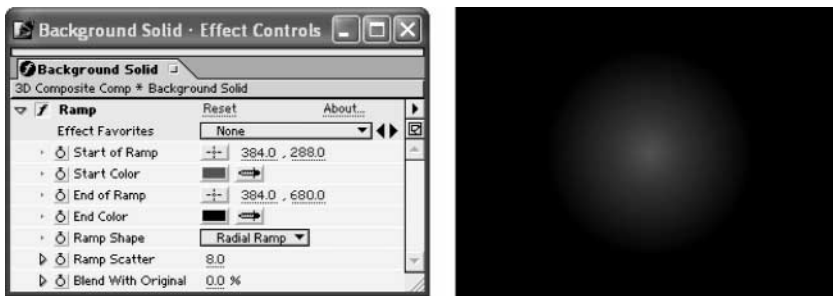 Background Solid · Effect Controls
Background Solid
3D Composite Comp * Background Solid
Ramp Reset About...
Effect Favorites None
Start of Ramp 384.0 , 288.0
Start Color
End of Ramp 384.0 , 680.0
End Color
Ramp Shape Radial Ramp
Ramp Scatter 8.0
Blend With Original 0.0 %